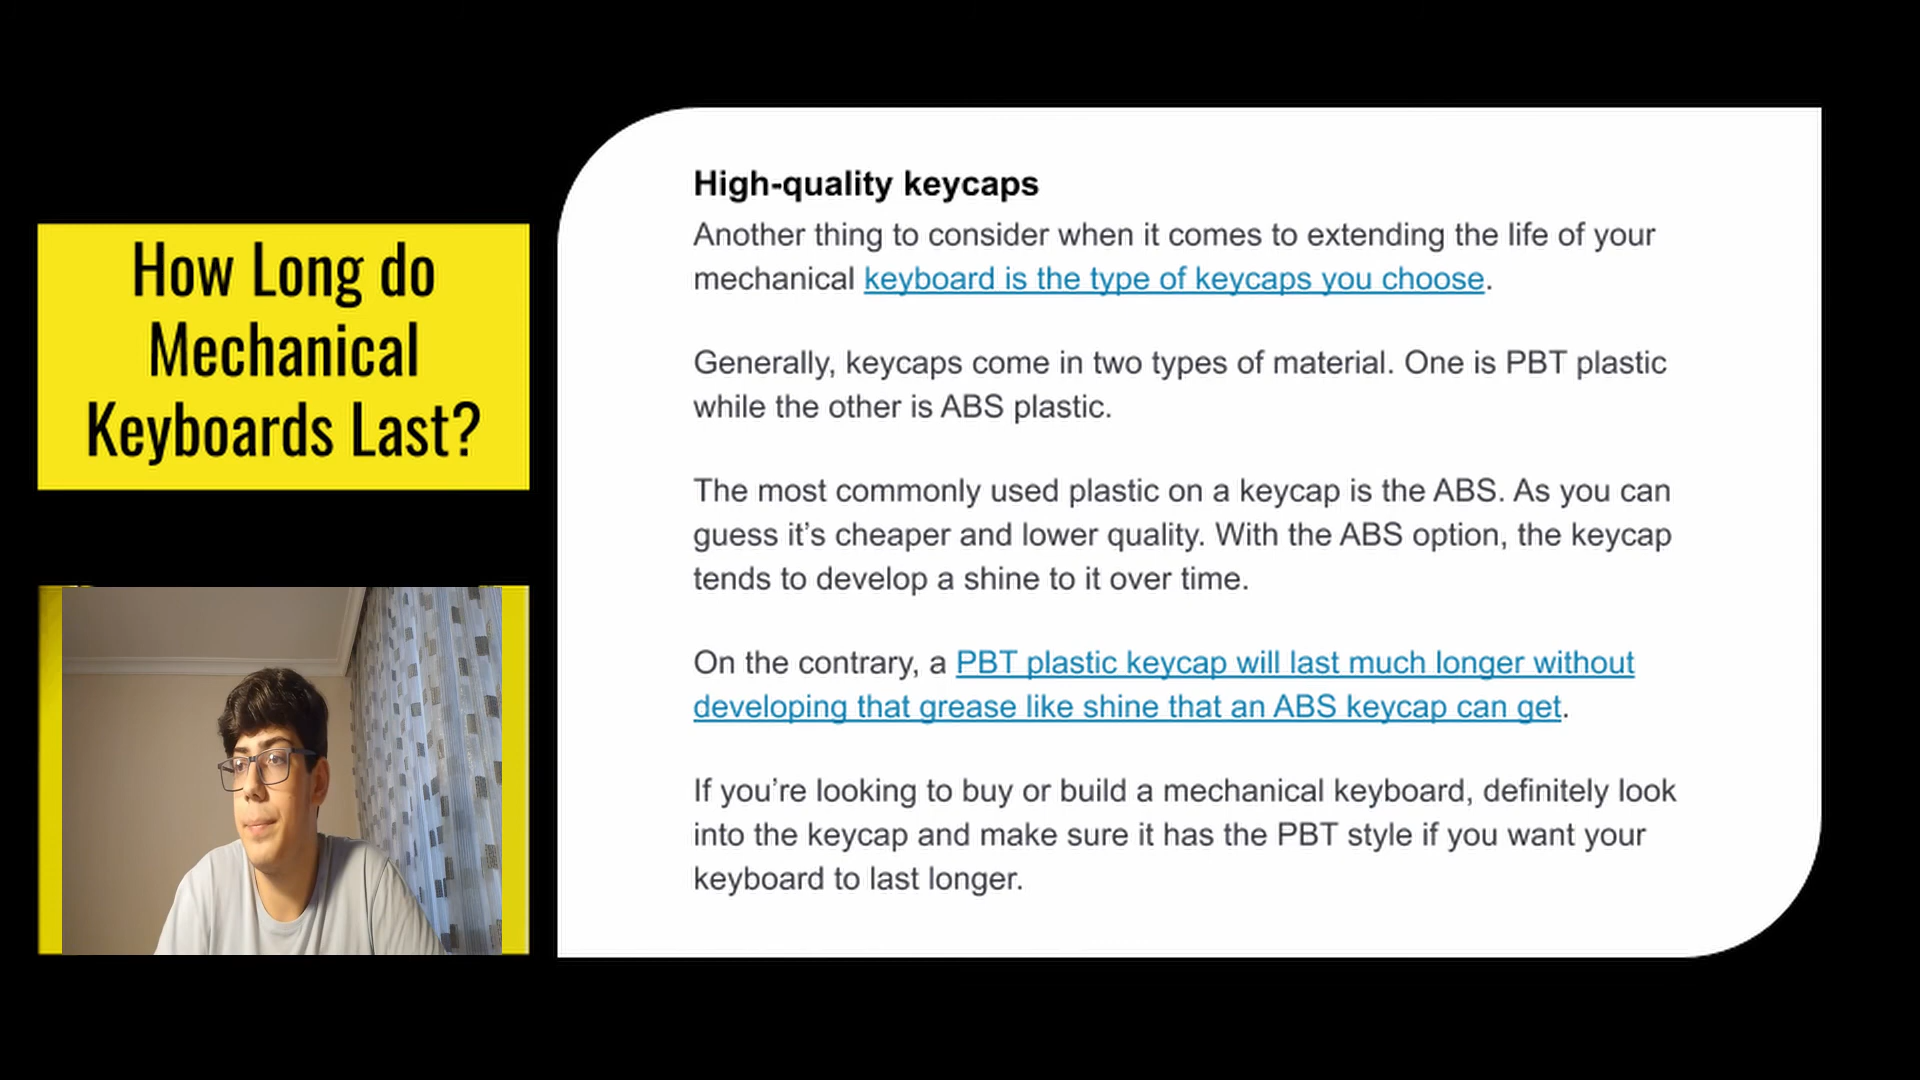 How Long do
Mechanical
Keyboards Last?
High-quality keycaps
Another thing to consider when it comes to extending the life of your
mechanical keyboard is the type of keycaps you choose.
Generally, keycaps come in two types of material. One is PBT plastic
while the other is ABS plastic.
The most commonly used plastic on a keycap is the ABS. As you can
guess it’s cheaper and lower quality. With the ABS option, the keycap
tends to develop a shine to it over time.
On the contrary, a PBT plastic keycap will last much longer without
developing that grease like shine that an ABS keycap can get.
If you’re looking to buy or build a mechanical keyboard, definitely look
into the keycap and make sure it has the PBT style if you want your
keyboard to last longer.